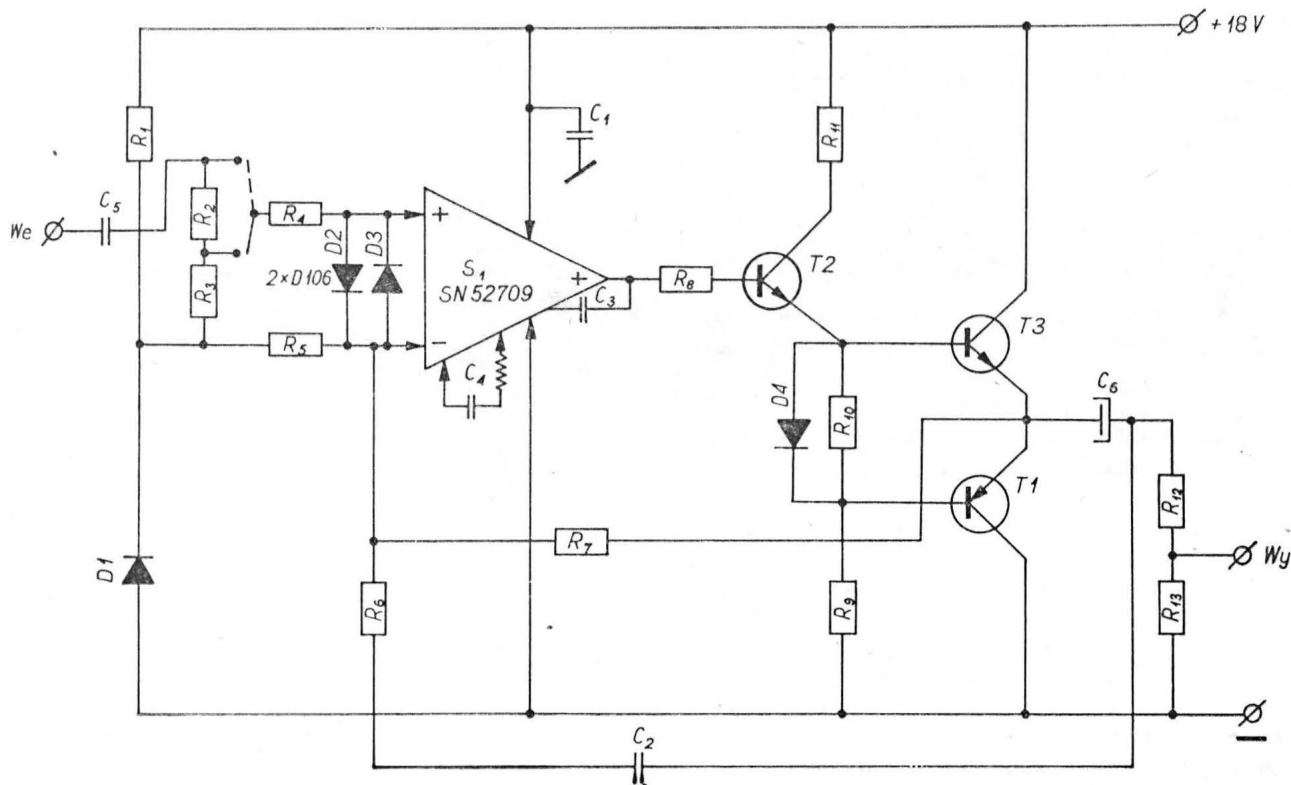 +18V
R1
C1
R11
C5
We
R2
R4
D2
D3
T2
2×D106
+
S1
SN 52709
+
R8
R3
C3
T3
R5
−
C4
D4
R10
C6
T1
R12
R7
Wy
D1
R6
R9
R13
C2